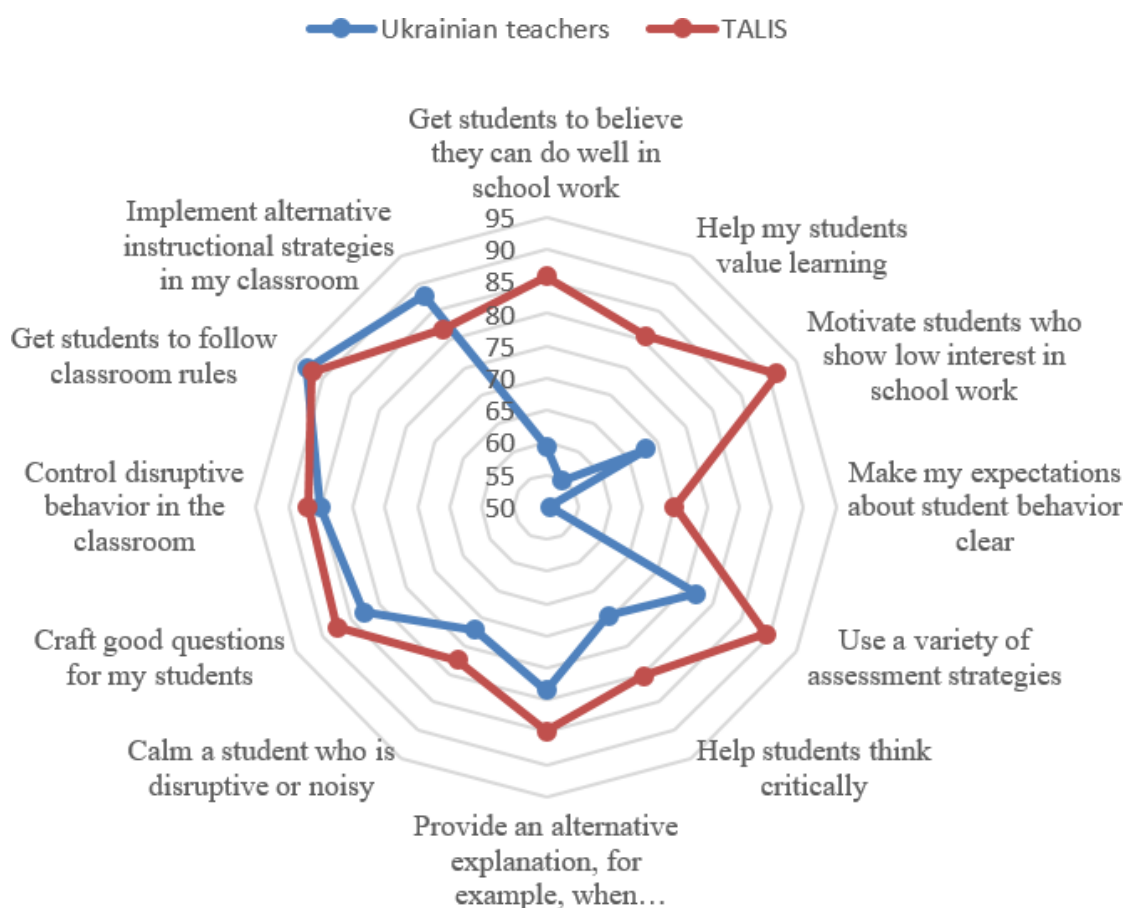 Ukrainian teachers
TALIS
Get students to believe
they can do well in
school work
Help my students
value learning
Motivate students who
show low interest in
school work
Make my expectations
about student behavior
clear
Use a variety of
assessment strategies
Help students think
critically
Provide an alternative
explanation, for
example, when…
Calm a student who is
disruptive or noisy
Craft good questions
for my students
Control disruptive
behavior in the
classroom
Get students to follow
classroom rules
Implement alternative
instructional strategies
in my classroom
95
90
85
80
75
70
65
60
55
50